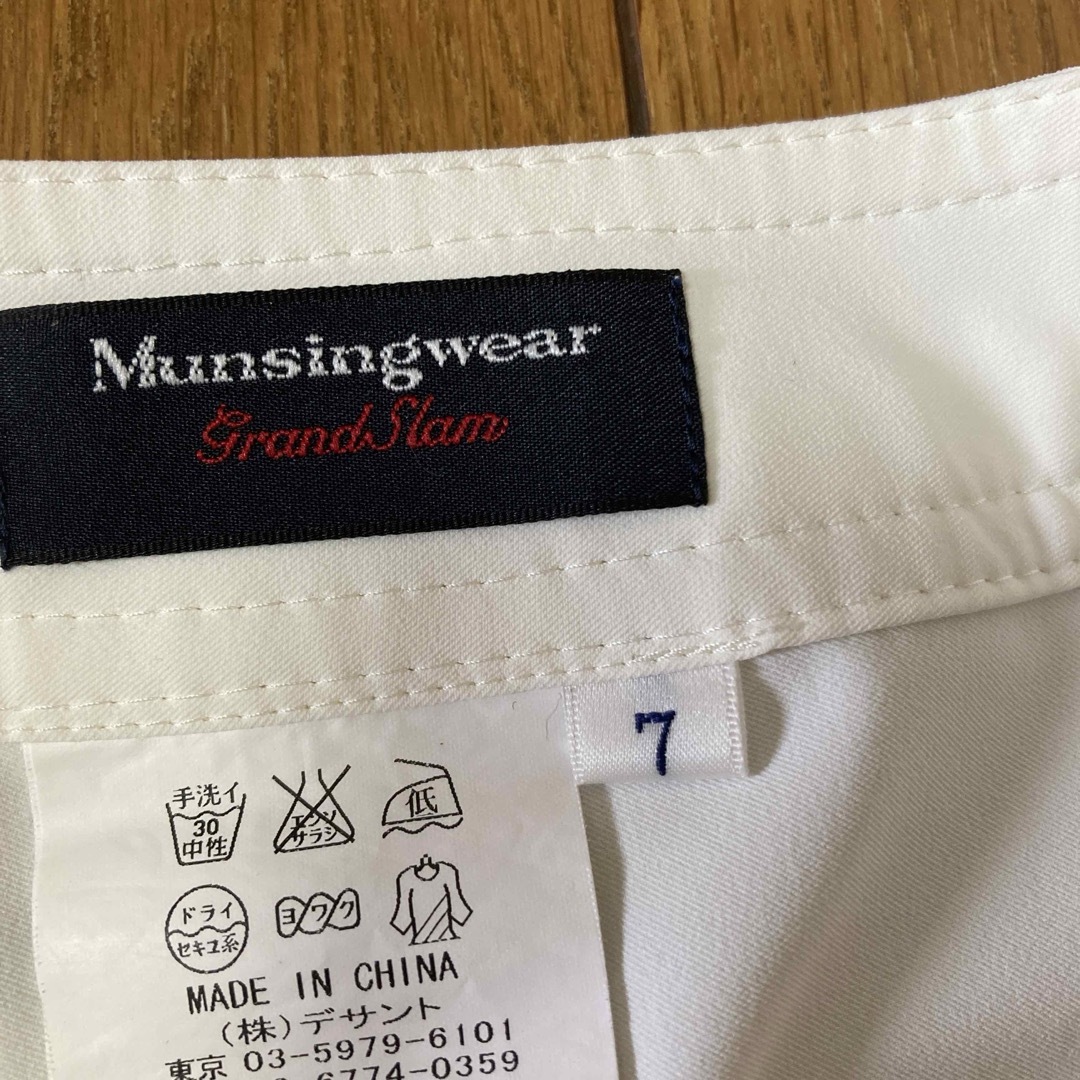 Munsingwear
Grand Slam
7
手洗イ
30
中性
エンソ
サラシ
低
ドライ
セキユ系
ヨワク
MADE IN CHINA
(株)デサント
東京 03-5979-6101
6774-0359